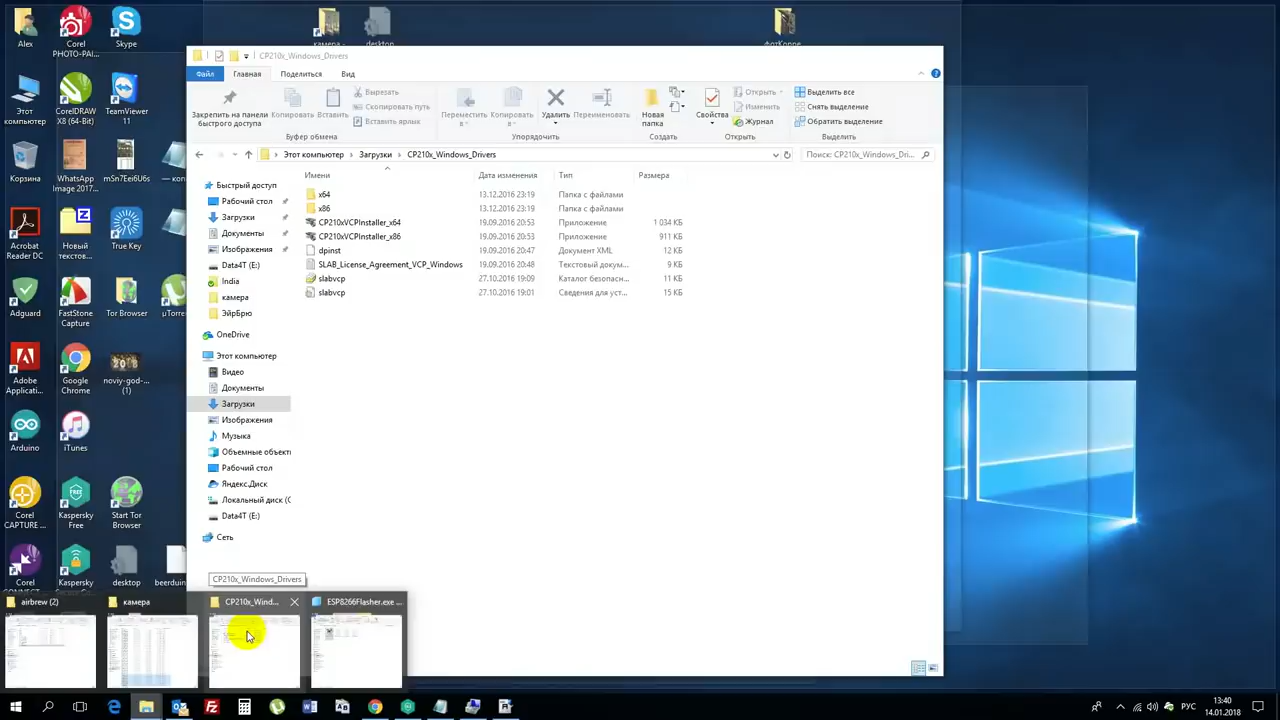 Alex
Corel
PHOTO-PAI...
Skype
камера -
desktop
фотКорре
Этот
компьютер
CorelDRAW
X8 (64-Bit)
TeamViewer
11
Корзина
WhatsApp
Image 2017...
mSn7Eei6U6s
Acrobat
Reader DC
True Key
Adguard
FastStone
Capture
Tor Browser
µTorre
Adobe
Applicati...
Google
Chrome
noviy-god-...
(1)
Arduino
iTunes
Corel
CAPTURE ...
Kaspersky
Free
Start Tor
Browser
Corel
CONNECT
Kaspersky
desktop
beerduin
CP210x_Windows_Drivers
Файл
Главная
Поделиться
Вид
Закрепить на панели
быстрого доступа
Копировать
Вставить
Вырезать
Скопировать путь
Вставить ярлык
Буфер обмена
Переместить
в
Копировать
в
Удалить
Переименовать
Упорядочить
Новая
папка
Создать
Свойства
Открыть
Изменить
Журнал
Открыть
Выделить все
Снять выделение
Обратить выделение
Выделить
Этот компьютер
Загрузки
CP210x_Windows_Drivers
Поиск: CP210x_Windows_Dri...
Имени
Дата изменения
Тип
Размера
x64 13.12.2016 23:19 Папка с файлами
x86 13.12.2016 23:19 Папка с файлами
CP210xVCPInstaller_x64 19.09.2016 20:53 Приложение 1 034 КБ
CP210xVCPInstaller_x86 19.09.2016 20:53 Приложение 911 КБ
dpinst 19.09.2016 20:47 Документ XML 12 КБ
SLAB_License_Agreement_VCP_Windows 19.09.2016 20:48 Текстовый докум... 9 КБ
slabvcp 27.10.2016 19:09 Каталог безопасн... 11 КБ
slabvcp 27.10.2016 19:01 Сведения для уст... 15 КБ
Быстрый доступ
Рабочий стол
Загрузки
Документы
Изображения
Data4T (E:)
India
камера
ЭйрБрю
OneDrive
Этот компьютер
Видео
Документы
Загрузки
Изображения
Музыка
Объемные объекты
Рабочий стол
Яндекс.Диск
Локальный диск (C
Data4T (E:)
Сеть
CP210x_Windows_Drivers
airbrew (2)
камера
CP210x_Wind...
ESP8266Flasher.exe ...
РУС
13:40
14.01.2018